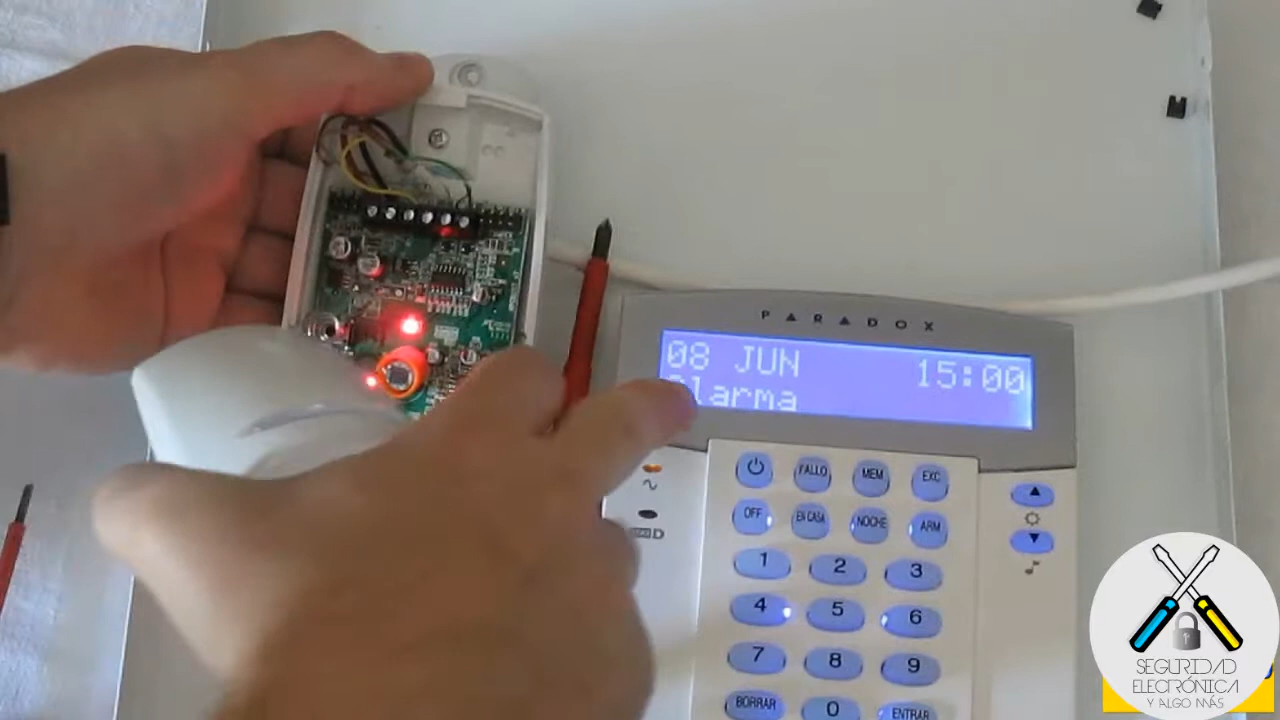 PARADOX
08 JUN 15:00
Alarma
FALLO MEM EXC
OFF EN CASA NOCHE ARM
1 2 3
4 5 6
7 8 9
BORRAR 0 ENTRAR
SEGURIDAD
ELECTRÓNICA
Y ALGO MÁS